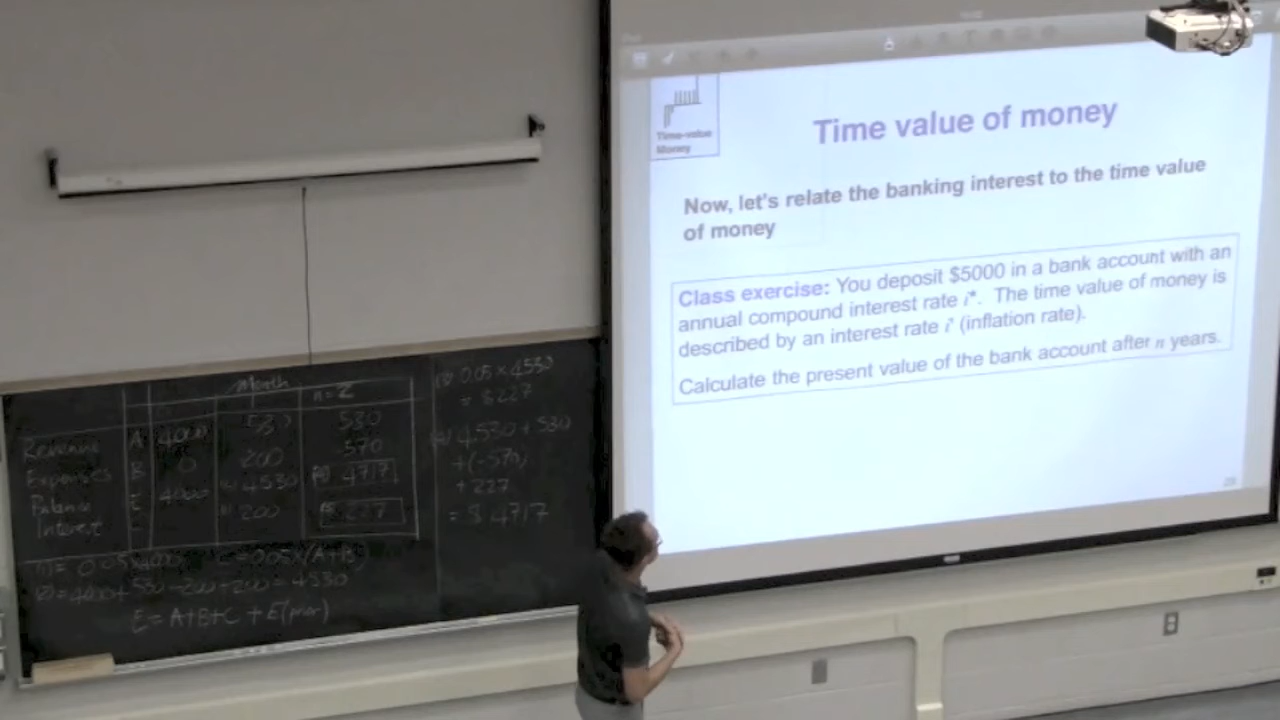 Time-value
Money
Time value of money
Now, let's relate the banking interest to the time value
of money
Class exercise: You deposit $5000 in a bank account with an
annual compound interest rate i*. The time value of money is
described by an interest rate i' (inflation rate).
Calculate the present value of the bank account after n years.
Month
n=2
Revenue A 4000 530 530
Expenses B 0 200 570
Balance E 4000 4530 4717
Interest 200 227
0.05×4530
= $227
4530 + 530
+(-570)
+ 227
= $4717
=4000+530-200+200=4530
E=A+B+C+E(prior)